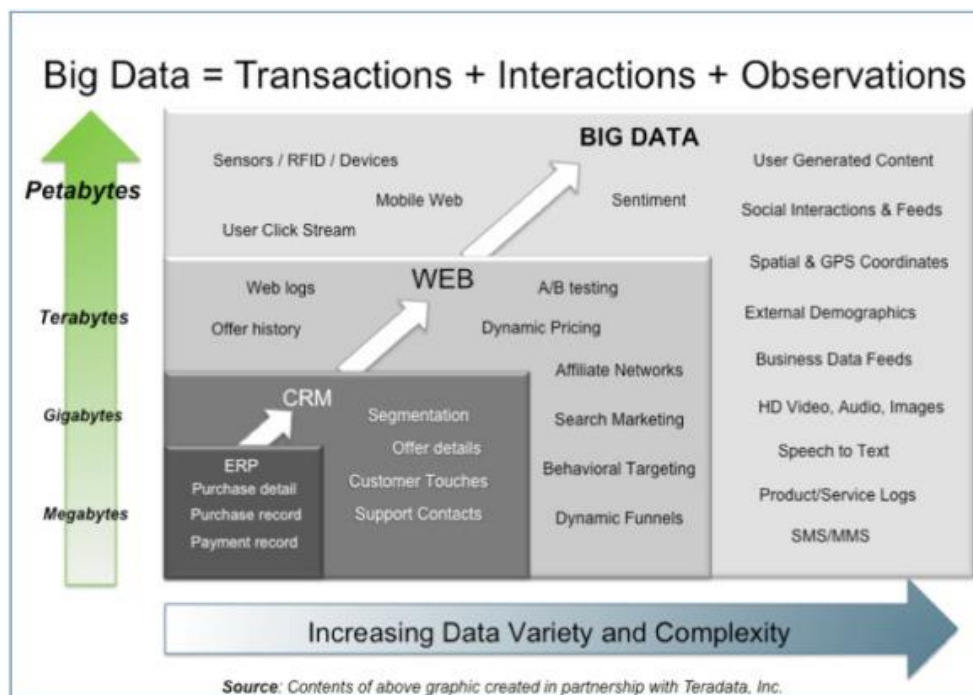 Big Data = Transactions + Interactions + Observations
BIG DATA
Sensors / RFID / Devices
User Generated Content
Petabytes
Mobile Web
Sentiment
Social Interactions & Feeds
User Click Stream
Spatial & GPS Coordinates
WEB
Web logs
A/B testing
Terabytes
External Demographics
Offer history
Dynamic Pricing
Business Data Feeds
Affiliate Networks
CRM
Gigabytes
Segmentation
Search Marketing
HD Video, Audio, Images
Offer details
Speech to Text
ERP
Behavioral Targeting
Purchase detail
Customer Touches
Product/Service Logs
Megabytes
Purchase record
Support Contacts
Dynamic Funnels
SMS/MMS
Payment record
Increasing Data Variety and Complexity
Source: Contents of above graphic created in partnership with Teradata, Inc.